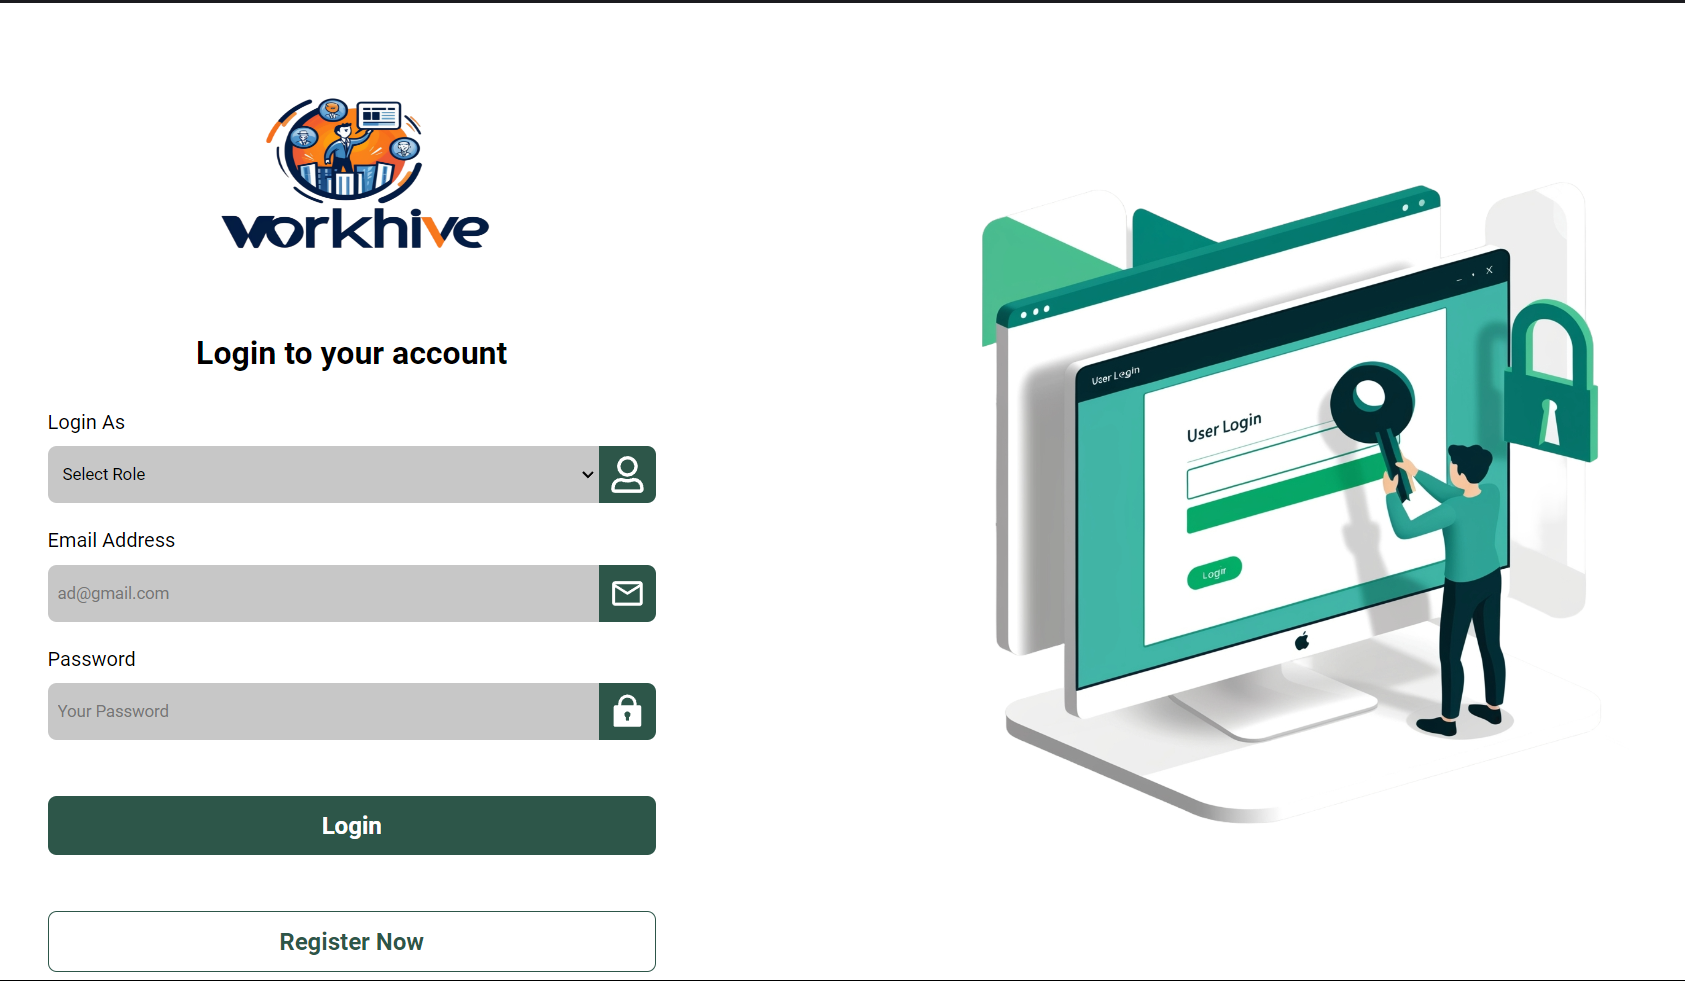 workhive
Login to your account
Login As
Select Role
Email Address
ad@gmail.com
Password
Your Password
Login
Register Now
User Login
User Login
Login